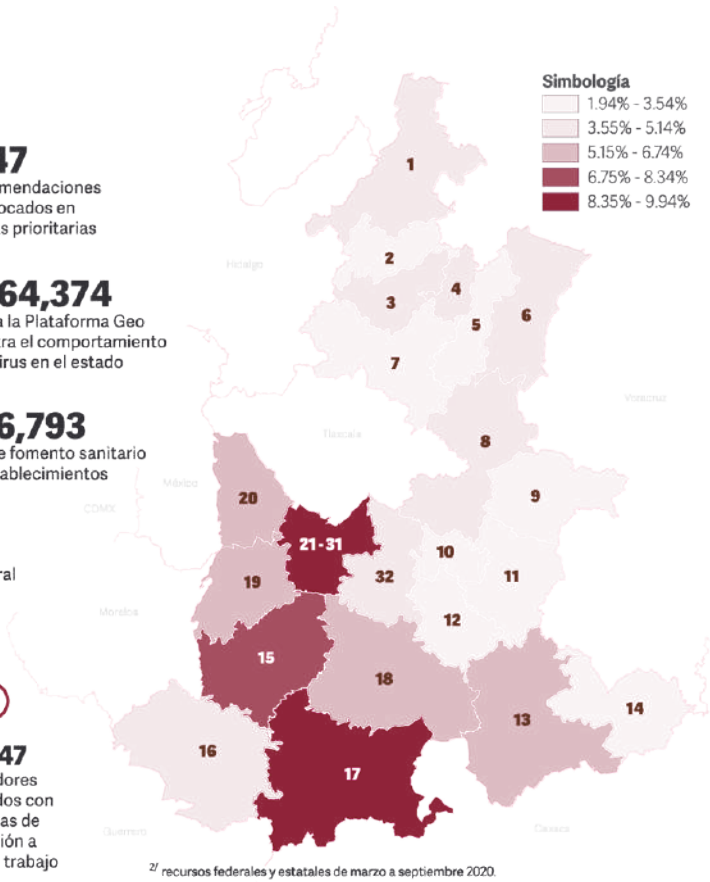 Simbología
1.94% - 3.54%
3.55% - 5.14%
5.15% - 6.74%
6.75% - 8.34%
8.35% - 9.94%
47
mendaciones
ocados en
s prioritarias
64,374
a la Plataforma Geo
ra el comportamiento
irus en el estado
6,793
e fomento sanitario
ablecimientos
ral
47
dores
dos con
as de
ión a
trabajo
Hidalgo
Veracruz
Tlaxcala
México
CDMX
Morelos
Guerrero
Oaxaca
1
2
3
4
5
6
7
8
9
10
11
12
20
21-31
32
19
15
18
13
14
16
17
2/ recursos federales y estatales de marzo a septiembre 2020.